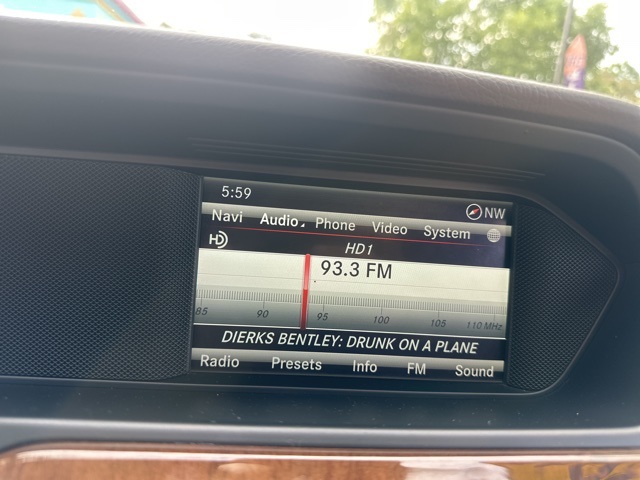 5:59
NW
Navi Audio Phone Video System
HD HD1
93.3 FM
85 90 95 100 105 110 MHz
DIERKS BENTLEY: DRUNK ON A PLANE
Radio Presets Info FM Sound